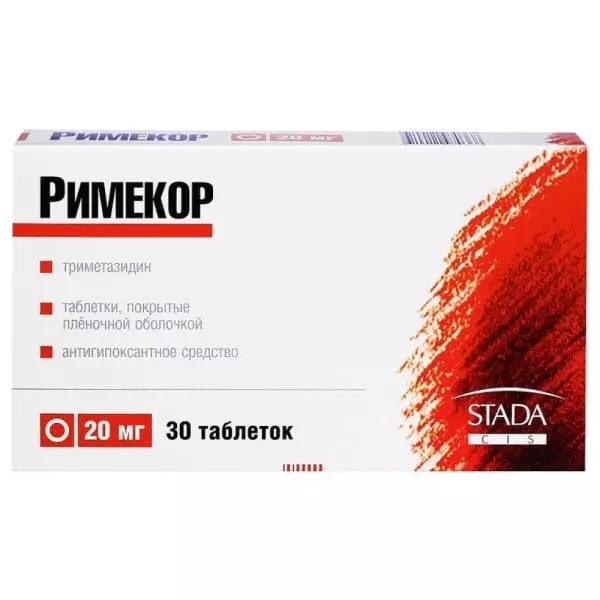 РИМЕКОР 20 мг
РИМЕКОР
триметазидин
таблетки, покрытые
плёночной оболочкой
антигипоксантное средство
20 мг 30 таблеток
STADA
CIS